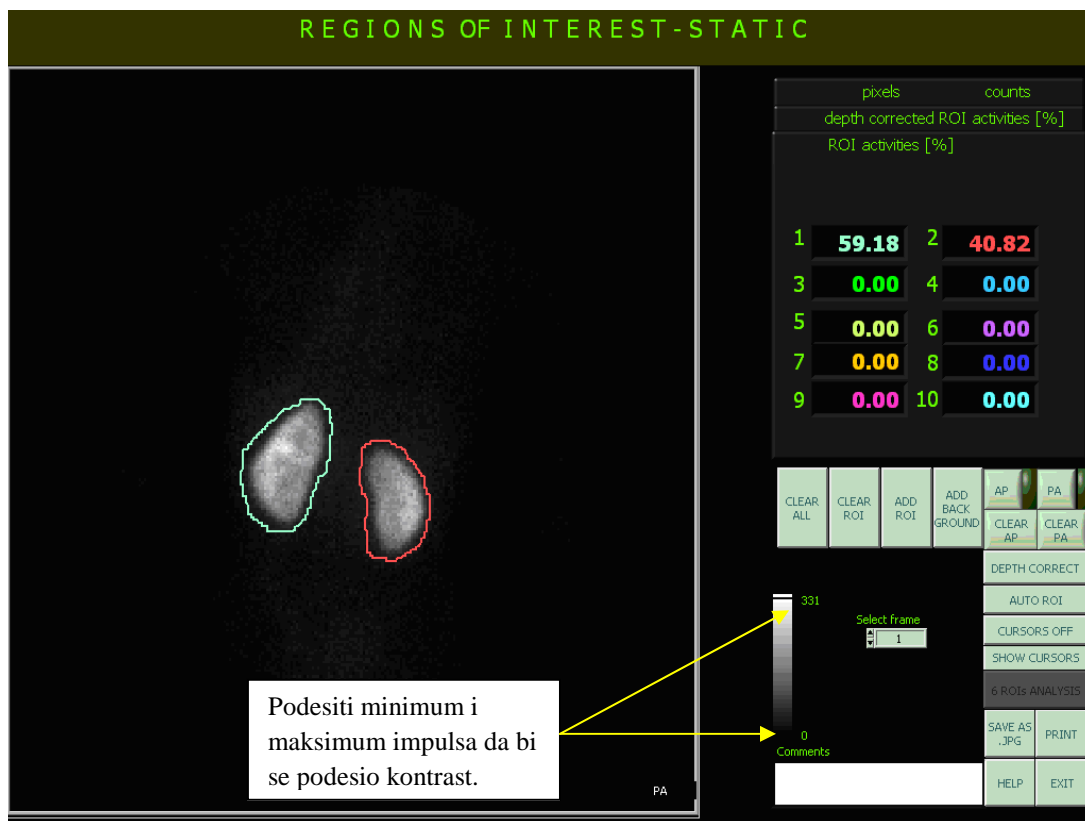 R E G I O N S  OF  I N T E R E S T - S T A T I C
pixels counts
depth corrected ROI activities [%]
ROI activities [%]
1 59.18 2 40.82
3 0.00 4 0.00
5 0.00 6 0.00
7 0.00 8 0.00
9 0.00 10 0.00
CLEAR ALL
CLEAR ROI
ADD ROI
ADD BACK GROUND
AP
PA
CLEAR AP
CLEAR PA
DEPTH CORRECT
AUTO ROI
CURSORS OFF
SHOW CURSORS
6 ROIs ANALYSIS
SAVE AS .JPG
PRINT
HELP
EXIT
331
Select frame
1
0
Comments
Podesiti minimum i
maksimum impulsa da bi
se podesio kontrast.
PA